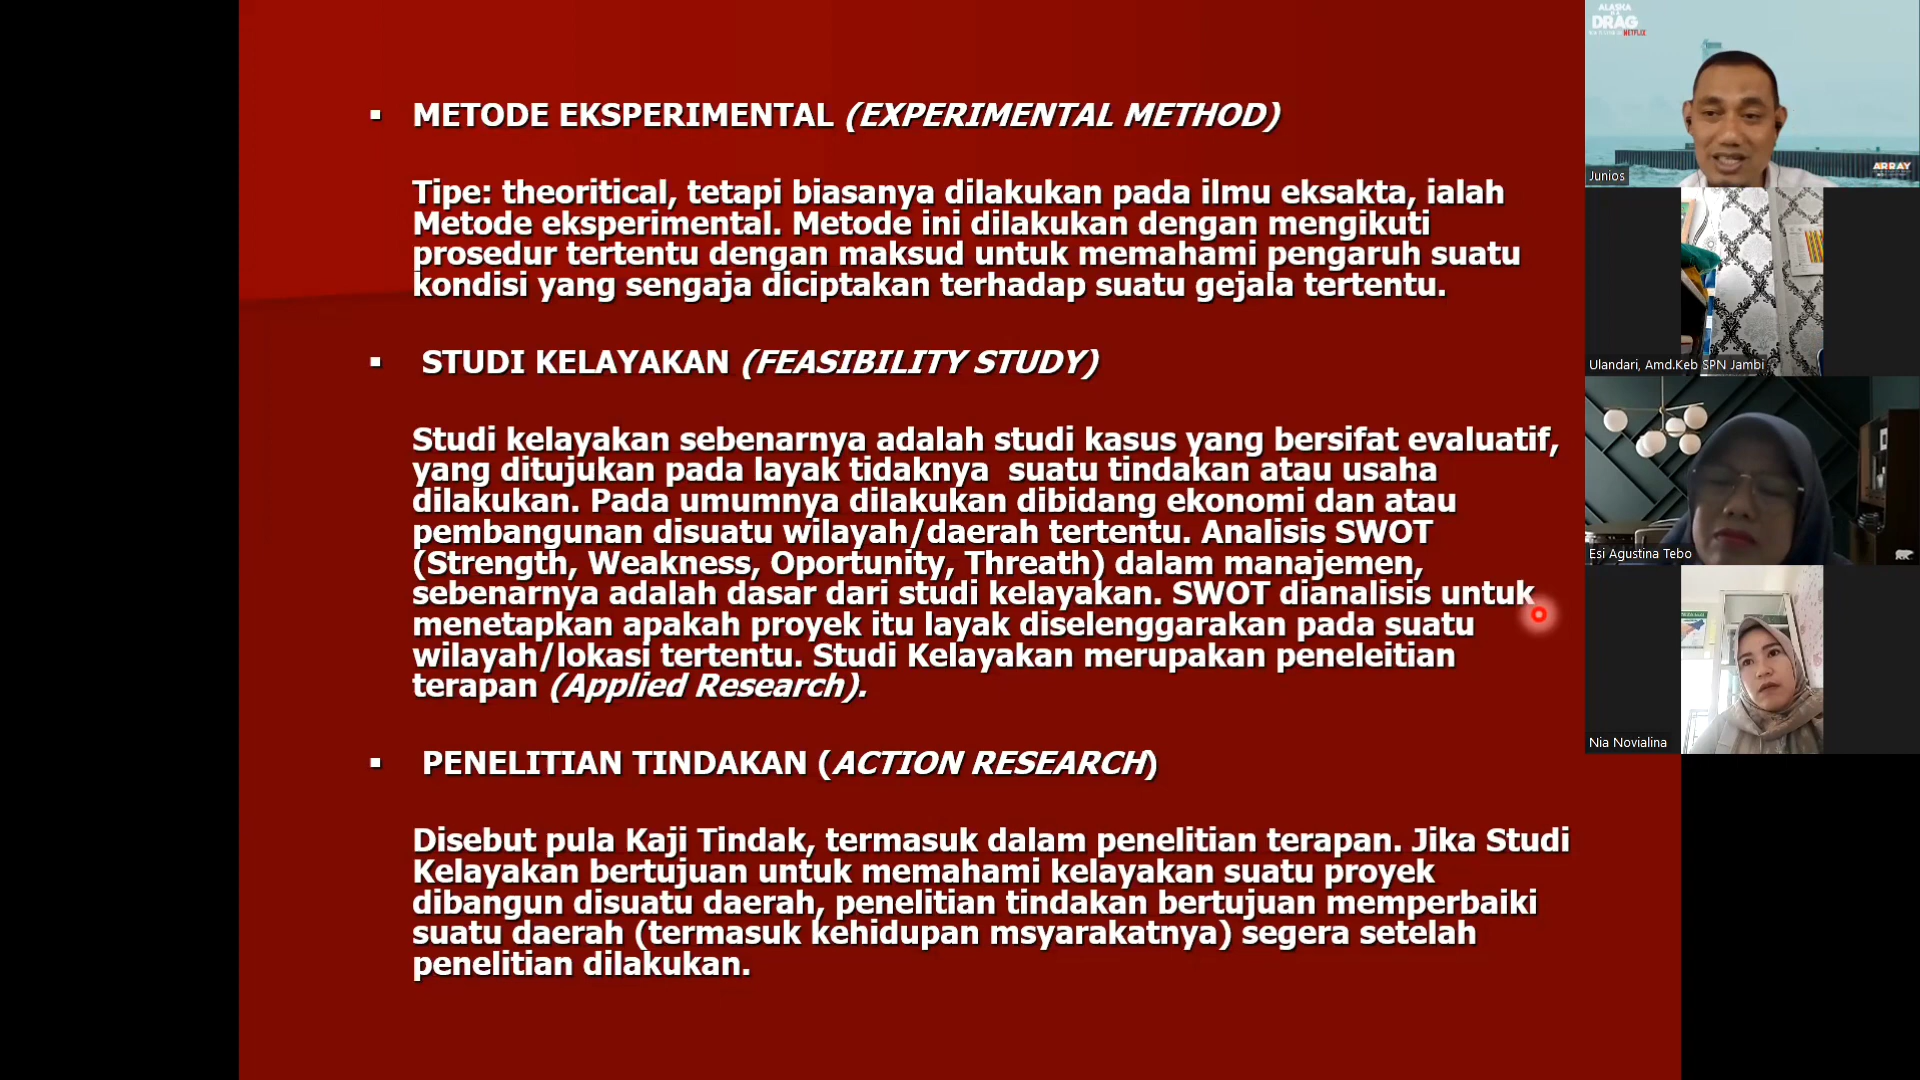 METODE EKSPERIMENTAL (EXPERIMENTAL METHOD)
Tipe: theoritical, tetapi biasanya dilakukan pada ilmu eksakta, ialah
Metode eksperimental. Metode ini dilakukan dengan mengikuti
prosedur tertentu dengan maksud untuk memahami pengaruh suatu
kondisi yang sengaja diciptakan terhadap suatu gejala tertentu.
STUDI KELAYAKAN (FEASIBILITY STUDY)
Studi kelayakan sebenarnya adalah studi kasus yang bersifat evaluatif,
yang ditujukan pada layak tidaknya suatu tindakan atau usaha
dilakukan. Pada umumnya dilakukan dibidang ekonomi dan atau
pembangunan disuatu wilayah/daerah tertentu. Analisis SWOT
(Strength, Weakness, Oportunity, Threath) dalam manajemen,
sebenarnya adalah dasar dari studi kelayakan. SWOT dianalisis untuk
menetapkan apakah proyek itu layak diselenggarakan pada suatu
wilayah/lokasi tertentu. Studi Kelayakan merupakan peneleitian
terapan (Applied Research).
PENELITIAN TINDAKAN (ACTION RESEARCH)
Disebut pula Kaji Tindak, termasuk dalam penelitian terapan. Jika Studi
Kelayakan bertujuan untuk memahami kelayakan suatu proyek
dibangun disuatu daerah, penelitian tindakan bertujuan memperbaiki
suatu daerah (termasuk kehidupan msyarakatnya) segera setelah
penelitian dilakukan.
ALASKA
DRAG
NETFLIX
ARRAY
Junios
Ulandari, Amd.Keb SPN Jambi
Esi Agustina Tebo
Nia Novialina